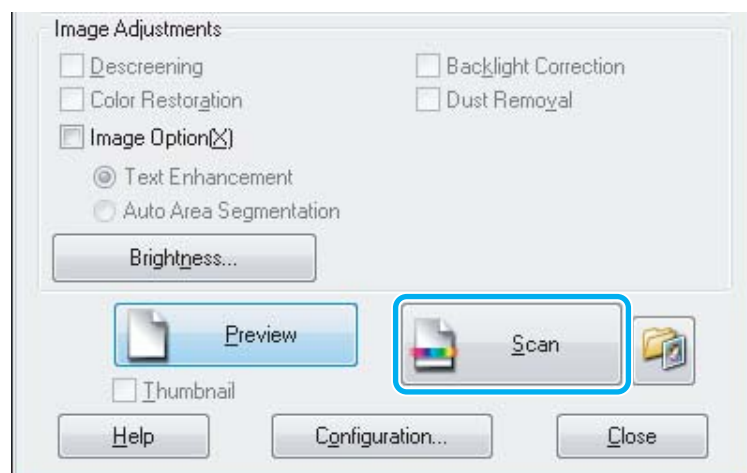 Image Adjustments
Descreening Backlight Correction
Color Restoration Dust Removal
Image Option(X)
Text Enhancement
Auto Area Segmentation
Brightness...
Preview Scan
Thumbnail
Help Configuration... Close